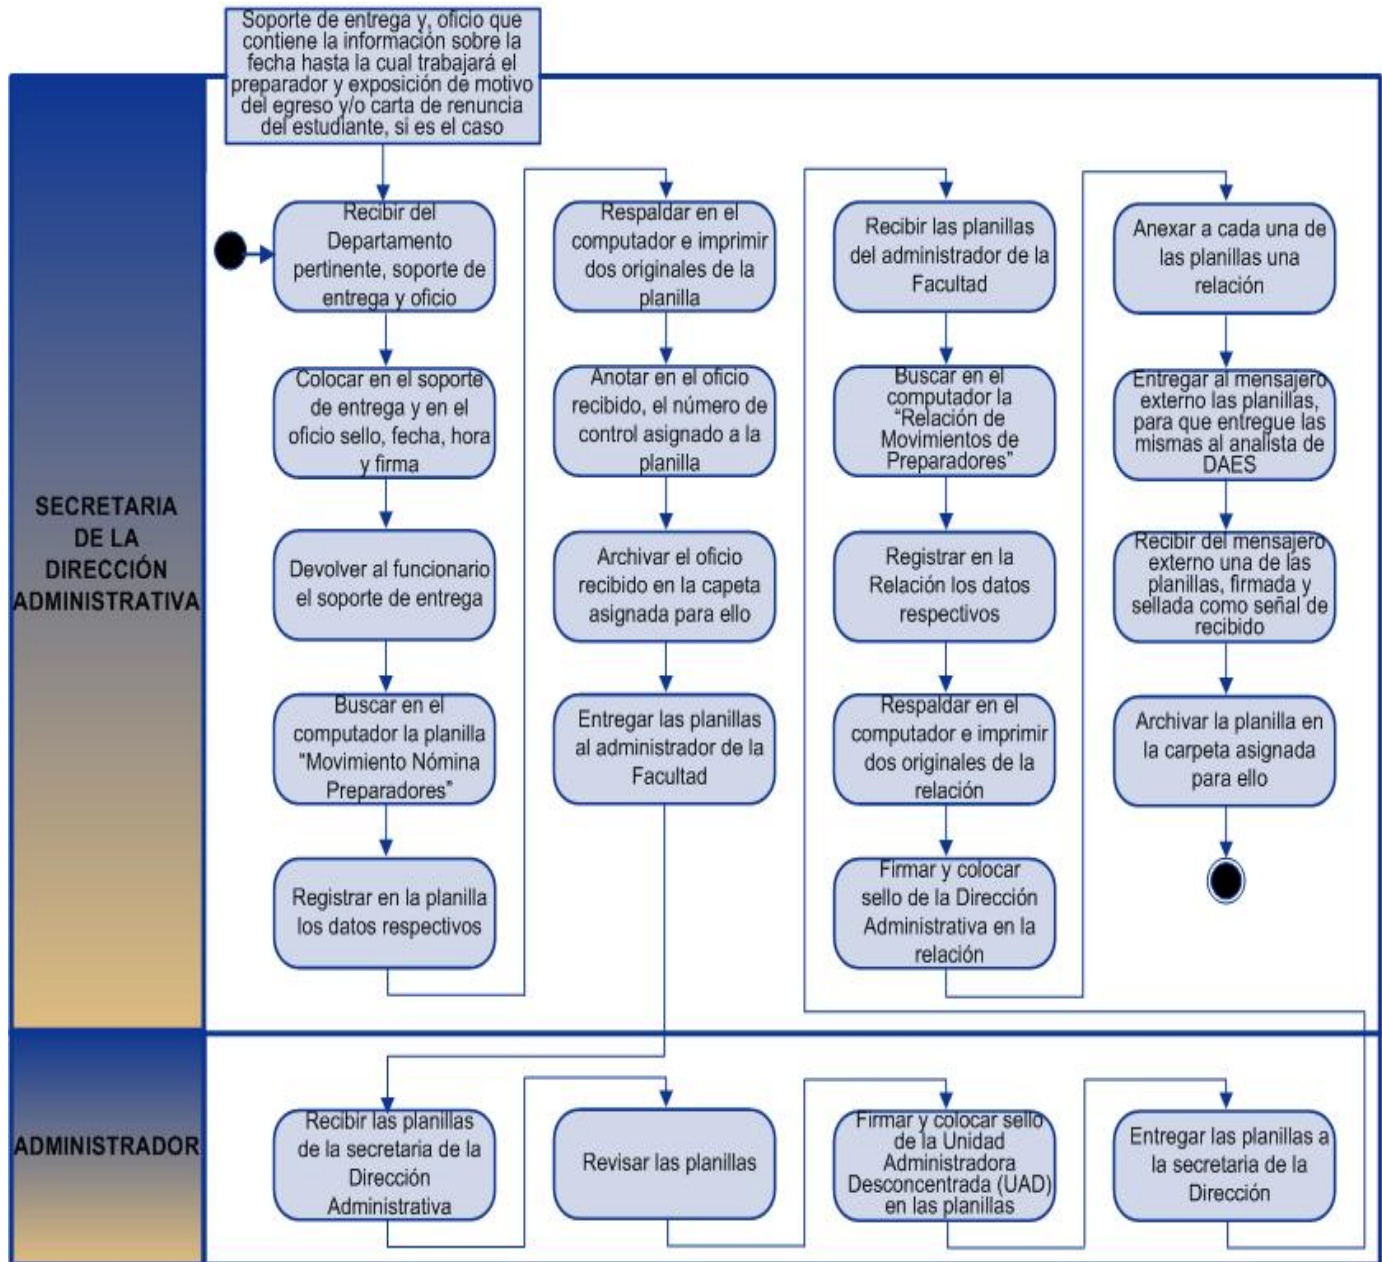 Soporte de entrega y, oficio que
contiene la información sobre la
fecha hasta la cual trabajará el
preparador y exposición de motivo
del egreso y/o carta de renuncia
del estudiante, si es el caso
SECRETARIA
DE LA
DIRECCIÓN
ADMINISTRATIVA
Recibir del
Departamento
pertinente, soporte de
entrega y oficio
Colocar en el soporte
de entrega y en el
oficio sello, fecha, hora
y firma
Devolver al funcionario
el soporte de entrega
Buscar en el
computador la planilla
“Movimiento Nómina
Preparadores”
Registrar en la planilla
los datos respectivos
Respaldar en el
computador e imprimir
dos originales de la
planilla
Anotar en el oficio
recibido, el número de
control asignado a la
planilla
Archivar el oficio
recibido en la capeta
asignada para ello
Entregar las planillas
al administrador de la
Facultad
Recibir las planillas
del administrador de la
Facultad
Buscar en el
computador la
“Relación de
Movimientos de
Preparadores”
Registrar en la
Relación los datos
respectivos
Respaldar en el
computador e imprimir
dos originales de la
relación
Firmar y colocar
sello de la Dirección
Administrativa en la
relación
Anexar a cada una de
las planillas una
relación
Entregar al mensajero
externo las planillas,
para que entregue las
mismas al analista de
DAES
Recibir del mensajero
externo una de las
planillas, firmada y
sellada como señal de
recibido
Archivar la planilla en
la carpeta asignada
para ello
ADMINISTRADOR
Recibir las planillas
de la secretaria de la
Dirección
Administrativa
Revisar las planillas
Firmar y colocar sello
de la Unidad
Administradora
Desconcentrada (UAD)
en las planillas
Entregar las planillas a
la secretaria de la
Dirección